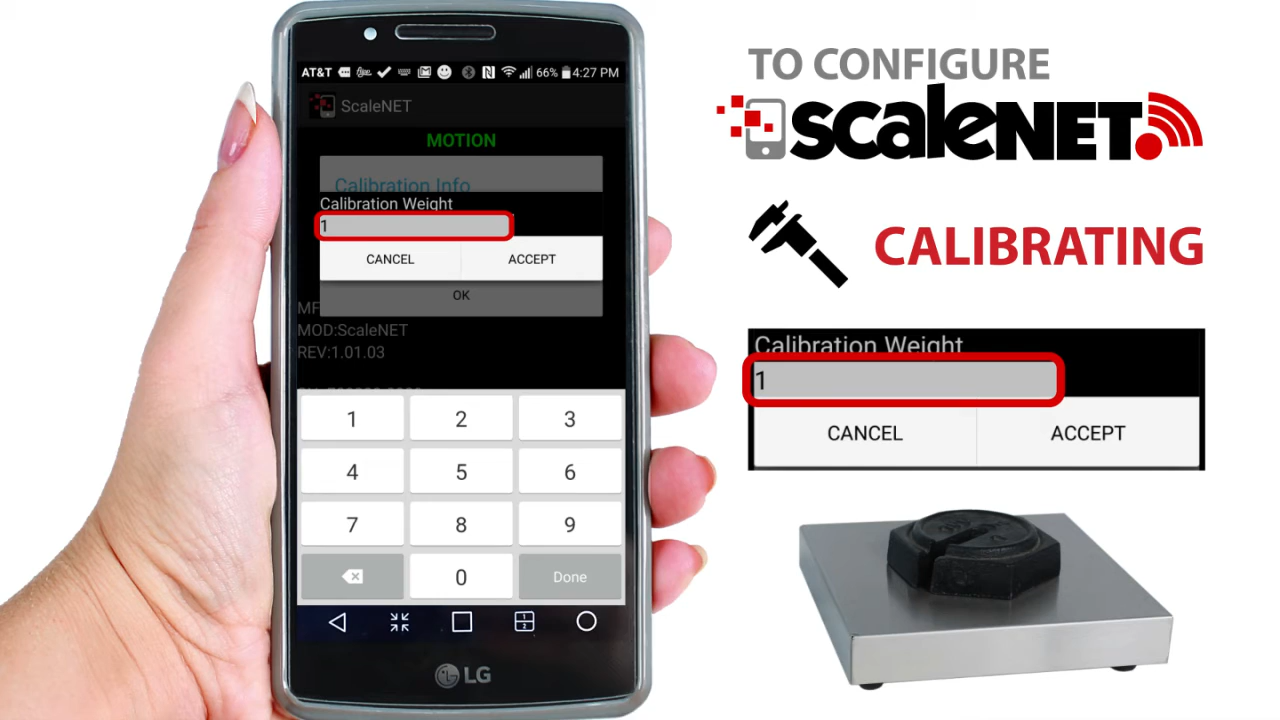 AT&T 66% 4:27 PM
ScaleNET
MOTION
Calibration Info
Calibration Weight
1
CANCEL ACCEPT
OK
MOD:ScaleNET
REV:1.01.03
1 2 3
4 5 6
7 8 9
0 Done
LG
TO CONFIGURE
scaleNET
CALIBRATING
Calibration Weight
1
CANCEL ACCEPT